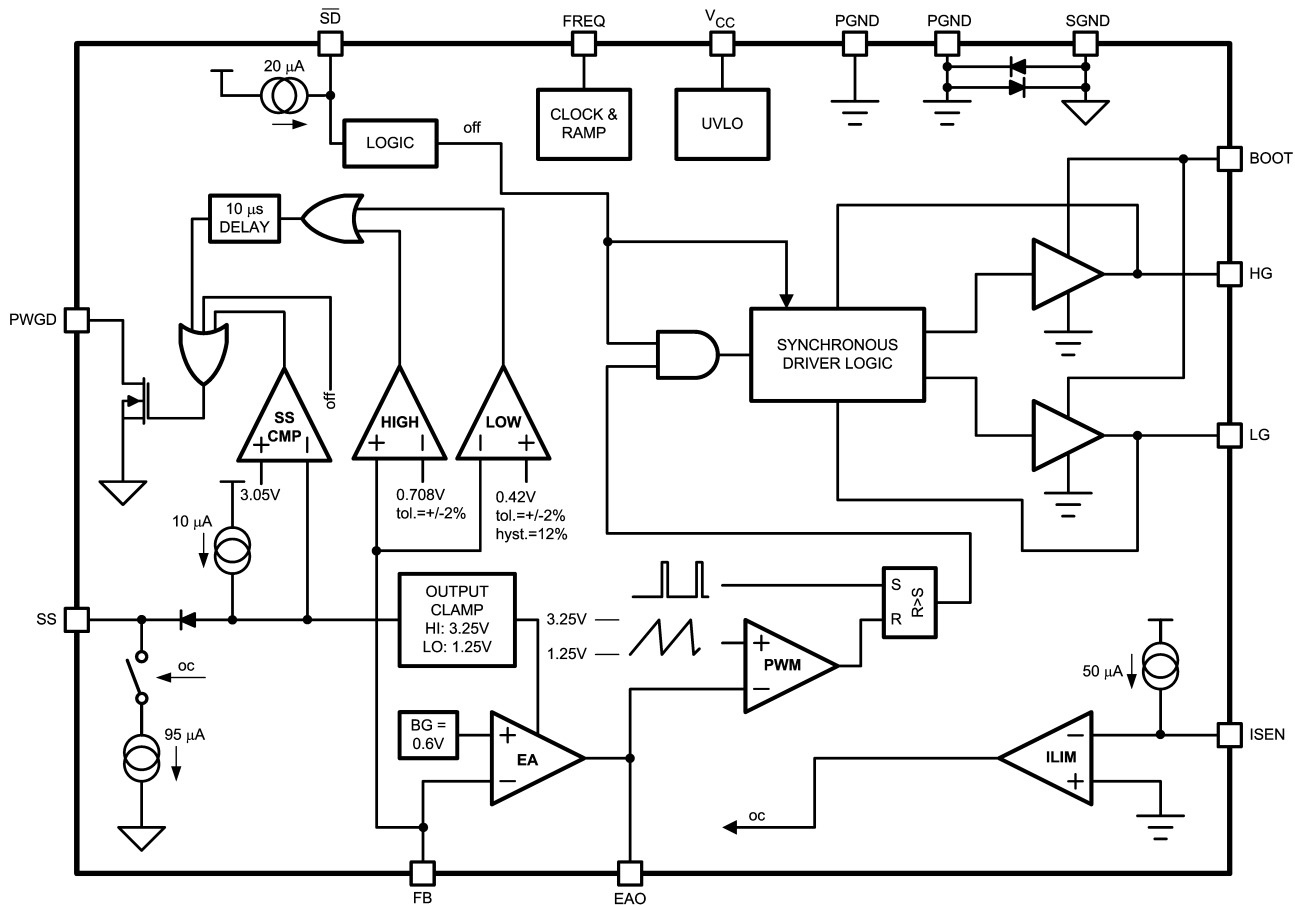 SD
FREQ
VCC
PGND
PGND
SGND
20 µA
CLOCK &
RAMP
UVLO
LOGIC
off
BOOT
10 µs
DELAY
HG
PWGD
SYNCHRONOUS
DRIVER LOGIC
off
SS
CMP
+
–
HIGH
+
–
LOW
–
+
LG
3.05V
0.708V
tol.=+/-2%
0.42V
tol.=+/-2%
hyst.=12%
10 µA
OUTPUT
CLAMP
HI: 3.25V
LO: 1.25V
S
R
R>S
SS
3.25V
1.25V
+
PWM
–
50 µA
oc
95 µA
BG =
0.6V
+
EA
–
–
ILIM
+
ISEN
oc
FB
EAO